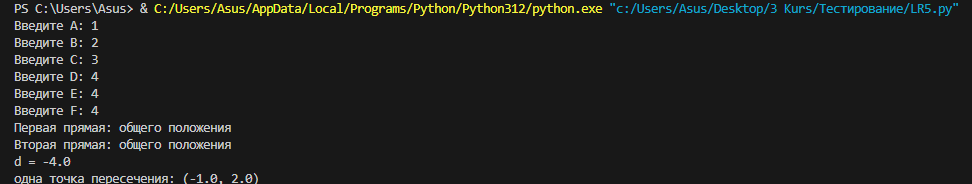 PS C:\Users\Asus> & C:/Users/Asus/AppData/Local/Programs/Python/Python312/python.exe "c:/Users/Asus/Desktop/3 Kurs/Тестирование/LR5.py"
Введите A: 1
Введите B: 2
Введите C: 3
Введите D: 4
Введите E: 4
Введите F: 4
Первая прямая: общего положения
Вторая прямая: общего положения
d = -4.0
одна точка пересечения: (-1.0, 2.0)